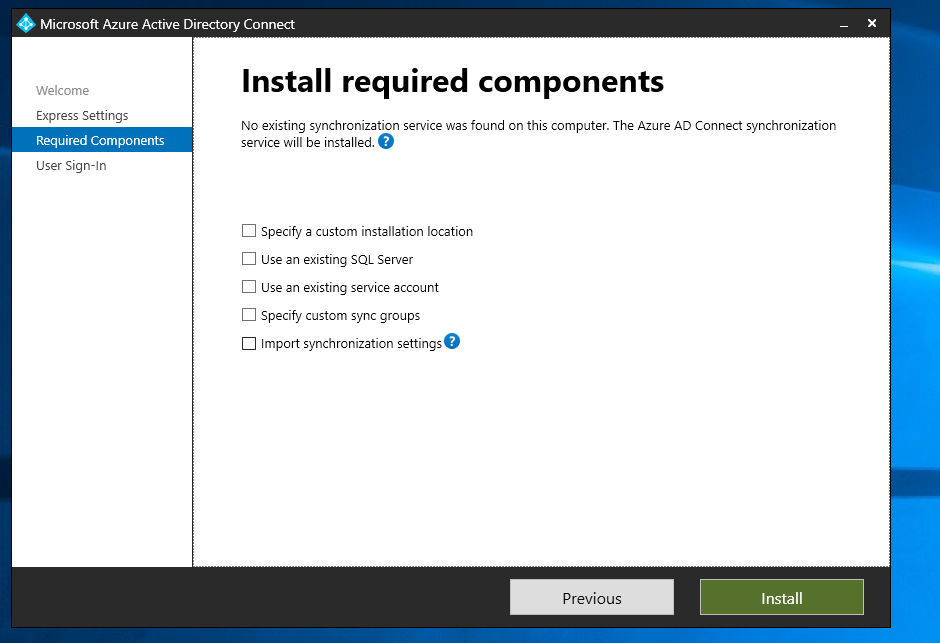 Microsoft Azure Active Directory Connect
Welcome
Express Settings
Required Components
User Sign-In
Install required components
No existing synchronization service was found on this computer. The Azure AD Connect synchronization
service will be installed. ?
Specify a custom installation location
Use an existing SQL Server
Use an existing service account
Specify custom sync groups
Import synchronization settings ?
Previous
Install